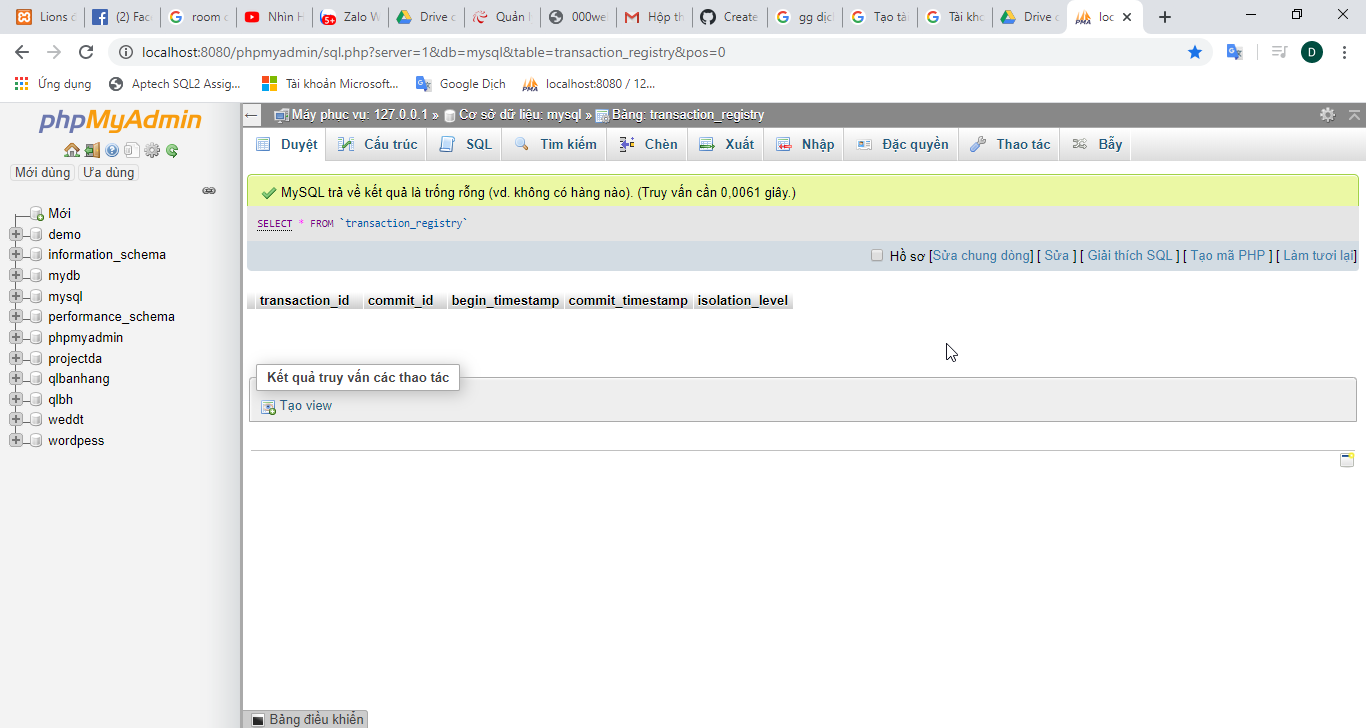 Lions d
(2) Fac
room c
Nhìn H
Zalo W
Drive c
Quản l
000we
Hộp th
Create
gg dịc
Tạo tà
Tài kho
Drive c
loc
localhost:8080/phpmyadmin/sql.php?server=1&db=mysql&table=transaction_registry&pos=0
D
Ứng dụng
Aptech SQL2 Assig...
Tài khoản Microsoft...
Google Dịch
localhost:8080 / 12...
phpMyAdmin
Mới dùng
Ưa dùng
Mới
demo
information_schema
mydb
mysql
performance_schema
phpmyadmin
projectda
qlbanhang
qlbh
weddt
wordpess
Máy phục vụ: 127.0.0.1 » Cơ sở dữ liệu: mysql » Bảng: transaction_registry
Duyệt
Cấu trúc
SQL
Tìm kiếm
Chèn
Xuất
Nhập
Đặc quyền
Thao tác
Bẫy
MySQL trả về kết quả là trống rỗng (vd. không có hàng nào). (Truy vấn cần 0,0061 giây.)
SELECT * FROM `transaction_registry`
Hồ sơ [Sửa chung dòng] [ Sửa ] [ Giải thích SQL ] [ Tạo mã PHP ] [ Làm tươi lại]
transaction_id commit_id begin_timestamp commit_timestamp isolation_level
Kết quả truy vấn các thao tác
Tạo view
Bảng điều khiển